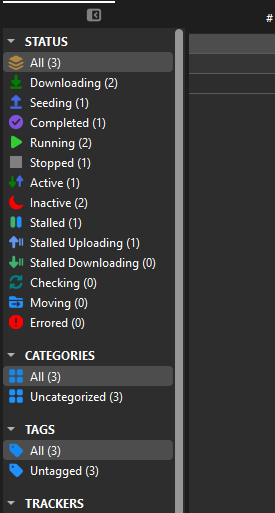 #
STATUS
All (3)
Downloading (2)
Seeding (1)
Completed (1)
Running (2)
Stopped (1)
Active (1)
Inactive (2)
Stalled (1)
Stalled Uploading (1)
Stalled Downloading (0)
Checking (0)
Moving (0)
Errored (0)
CATEGORIES
All (3)
Uncategorized (3)
TAGS
All (3)
Untagged (3)
TRACKERS